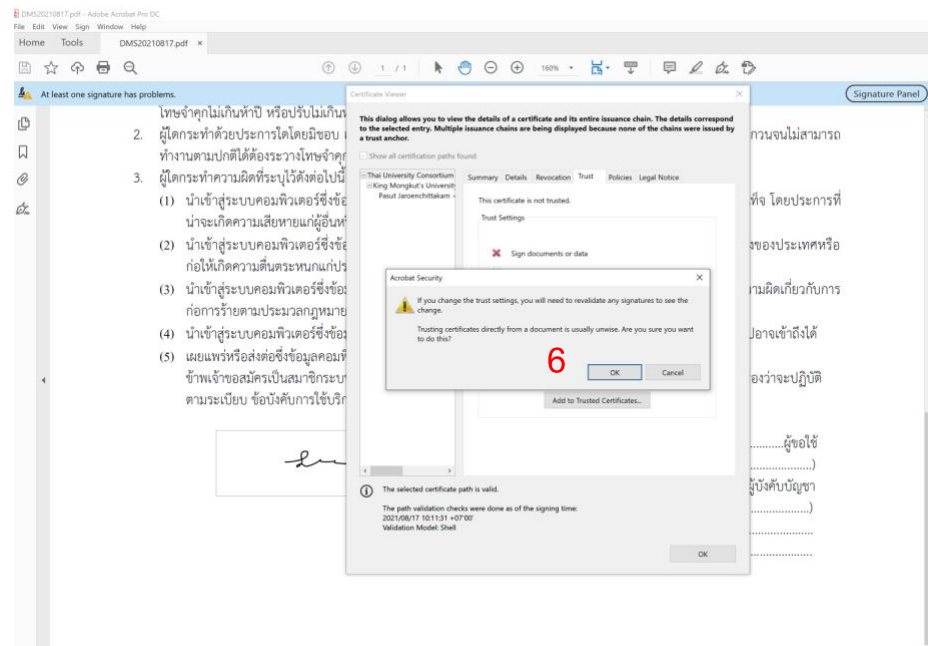 DMS20210817.pdf - Adobe Acrobat Pro DC
File Edit View Sign Window Help
Home Tools DMS20210817.pdf ×
1 / 1 160%
At least one signature has problems.
Signature Panel
Certificate Viewer
This dialog allows you to view the details of a certificate and its entire issuance chain. The details correspond
to the selected entry. Multiple issuance chains are being displayed because none of the chains were issued by
a trust anchor.
Show all certification paths found
Thai University Consortium
King Mongkut's University
Pasut Jaroenchittakam
Summary Details Revocation Trust Policies Legal Notice
This certificate is not trusted.
Trust Settings
Sign documents or data
Acrobat Security
If you change the trust settings, you will need to revalidate any signatures to see the
change.
Trusting certificates directly from a document is usually unwise. Are you sure you want
to do this?
6
OK Cancel
Add to Trusted Certificates...
The selected certificate path is valid.
The path validation checks were done as of the signing time:
2021/08/17 10:11:31 +07'00'
Validation Model: Shell
OK
โทษจำคุกไม่เกินห้าปี หรือปรับไม่เกิน
2. ผู้ใดกระทำด้วยประการใดโดยมิชอบ
กวนจนไม่สามารถ
ทำงานตามปกติได้ต้องระวางโทษจำคุก
3. ผู้ใดกระทำความผิดที่ระบุไว้ดังต่อไปนี้
(1) นำเข้าสู่ระบบคอมพิวเตอร์ซึ่งข้อ
โดยประการที่
น่าจะเกิดความเสียหายแก่ผู้อื่น
(2) นำเข้าสู่ระบบคอมพิวเตอร์ซึ่งข้อ
ของประเทศหรือ
ก่อให้เกิดความตื่นตระหนกแก่ป
(3) นำเข้าสู่ระบบคอมพิวเตอร์ซึ่งข้อ
ามผิดเกี่ยวกับการ
ก่อการร้ายตามประมวลกฎหมาย
(4) นำเข้าสู่ระบบคอมพิวเตอร์ซึ่งข้อ
อาจเข้าถึงได้
(5) เผยแพร่หรือส่งต่อซึ่งข้อมูลคอมพิ
ข้าพเจ้าขอสมัครเป็นสมาชิกระบ
องว่าจะปฏิบัติ
ตามระเบียบ ข้อบังคับการใช้บริก
ผู้ขอใช้
ผู้บังคับบัญชา